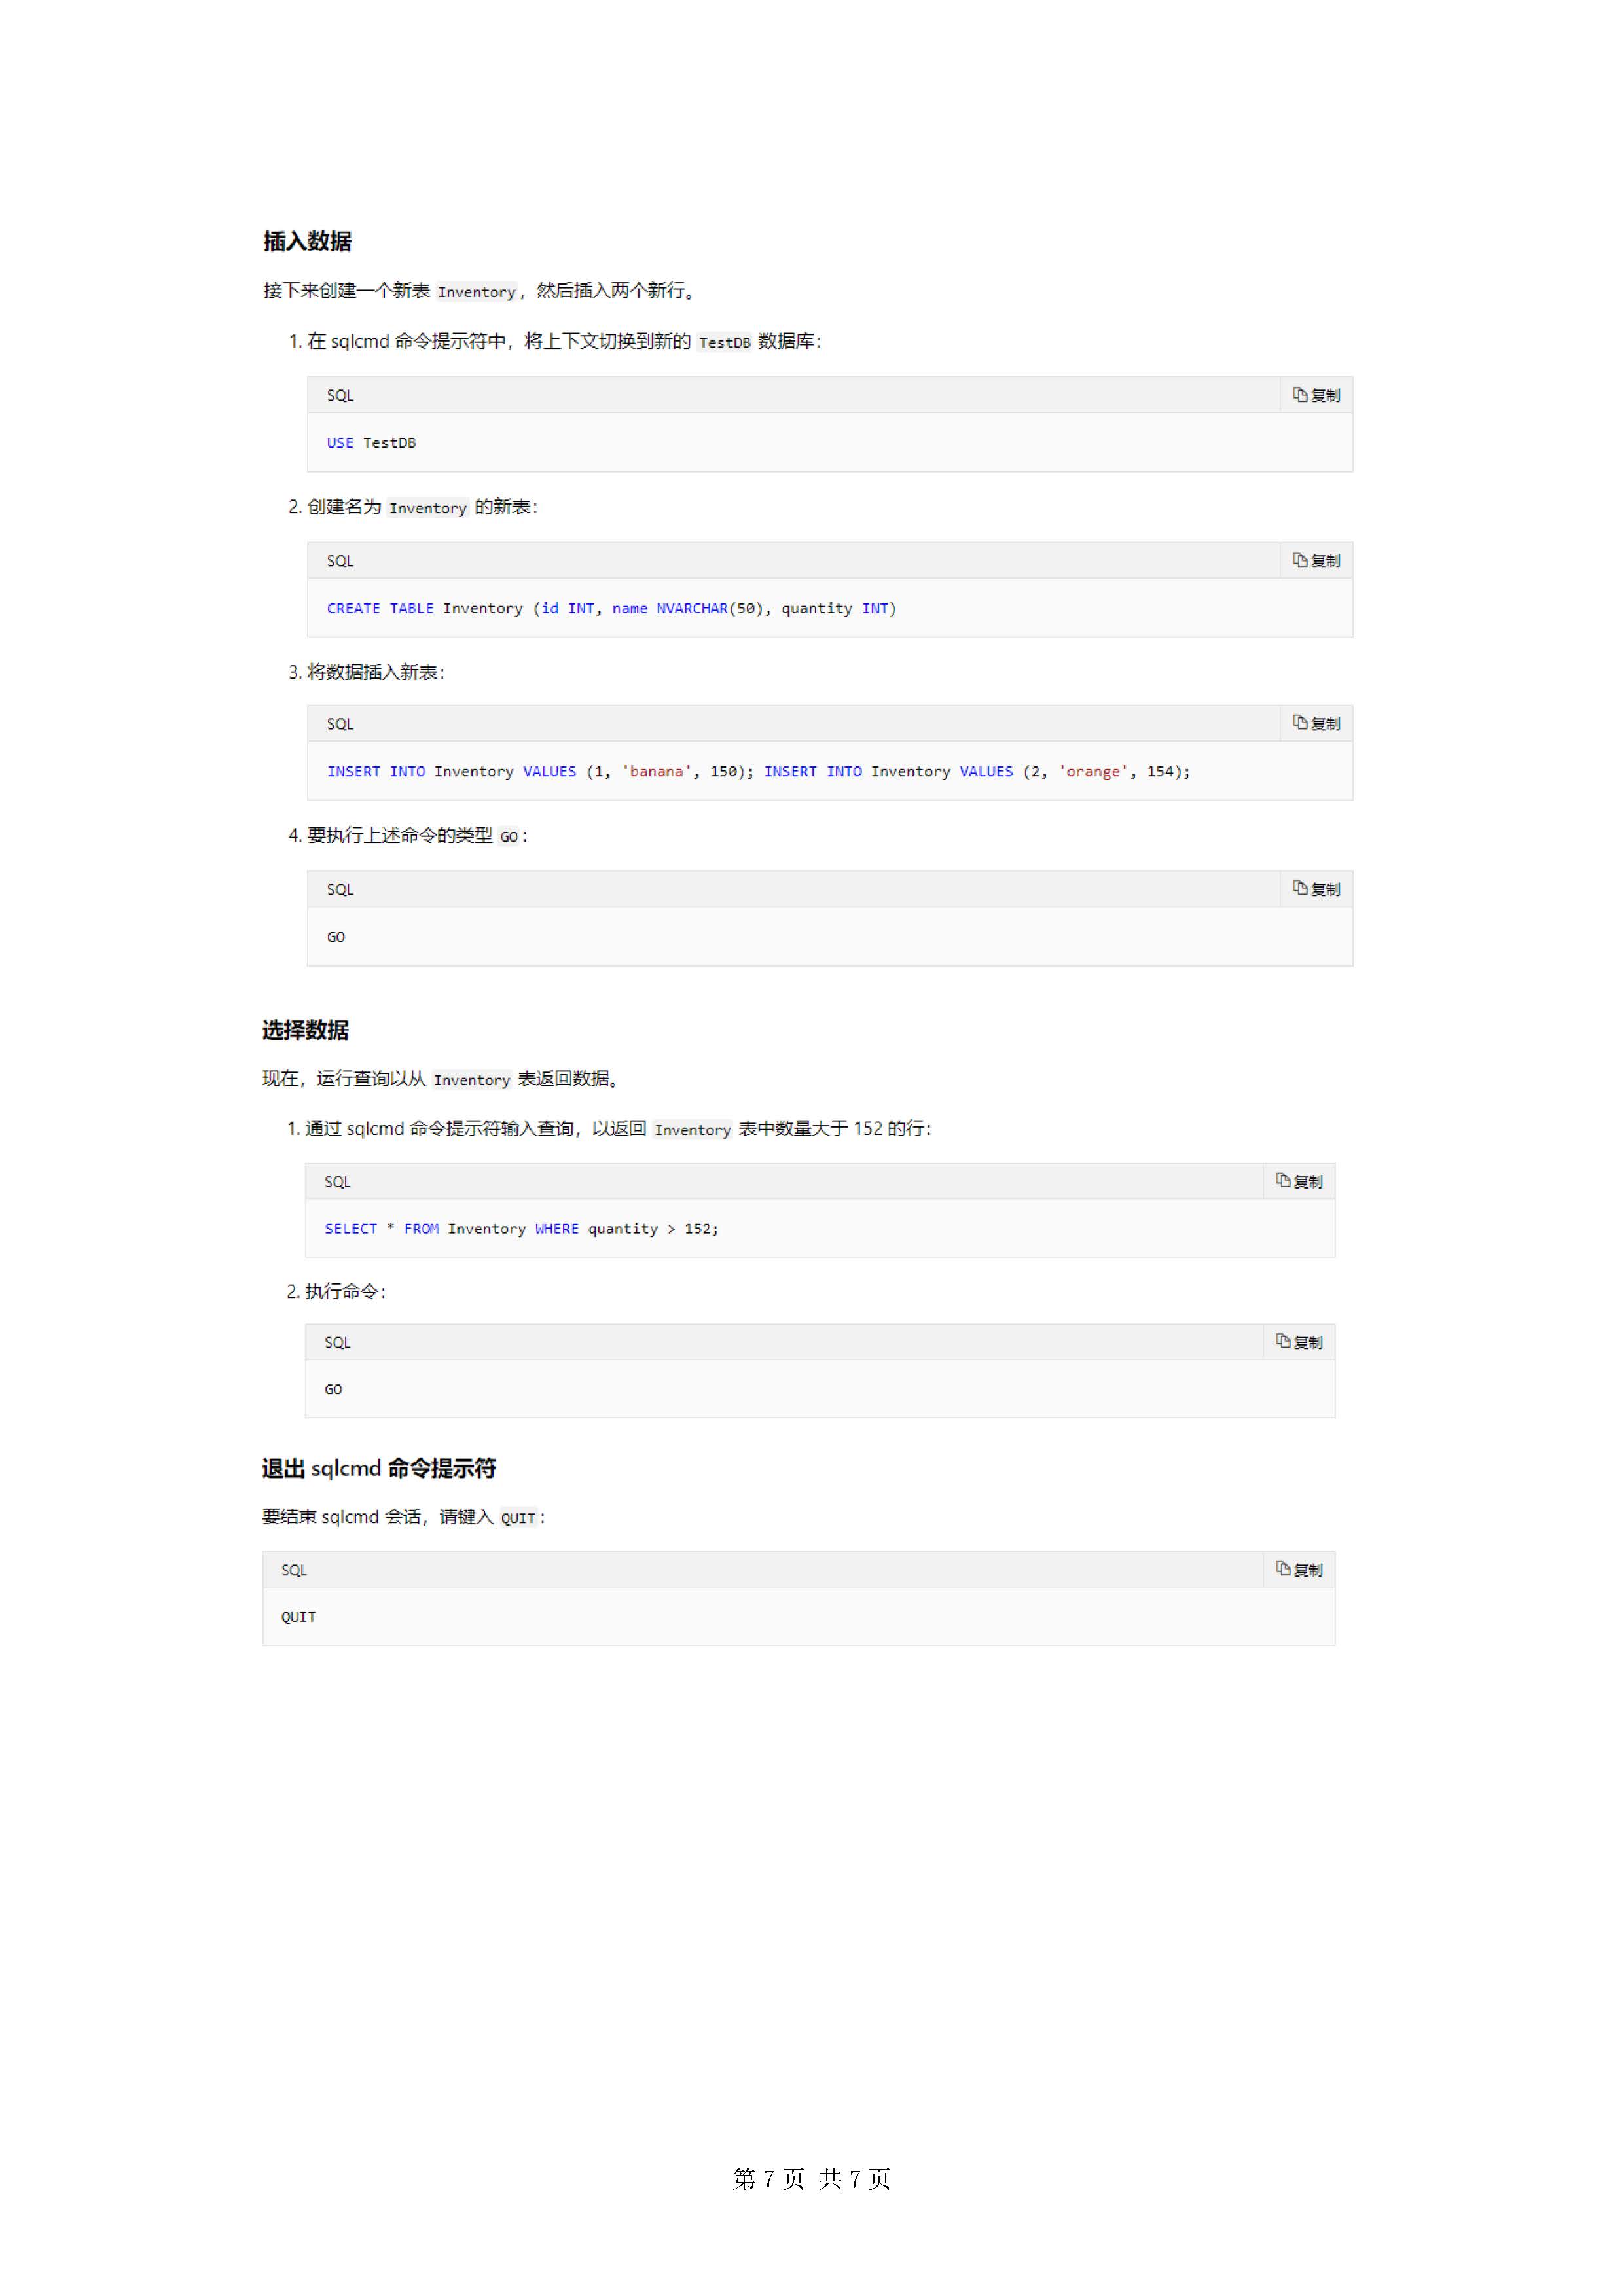 插入数据
接下来创建一个新表 Inventory，然后插入两个新行。
1. 在 sqlcmd 命令提示符中，将上下文切换到新的 TestDB 数据库：
SQL 复制
USE TestDB
2. 创建名为 Inventory 的新表：
SQL 复制
CREATE TABLE Inventory (id INT, name NVARCHAR(50), quantity INT)
3. 将数据插入新表：
SQL 复制
INSERT INTO Inventory VALUES (1, 'banana', 150); INSERT INTO Inventory VALUES (2, 'orange', 154);
4. 要执行上述命令的类型 GO：
SQL 复制
GO
选择数据
现在，运行查询以从 Inventory 表返回数据。
1. 通过 sqlcmd 命令提示符输入查询，以返回 Inventory 表中数量大于 152 的行：
SQL 复制
SELECT * FROM Inventory WHERE quantity > 152;
2. 执行命令：
SQL 复制
GO
退出 sqlcmd 命令提示符
要结束 sqlcmd 会话，请键入 QUIT：
SQL 复制
QUIT
第 7 页 共 7 页